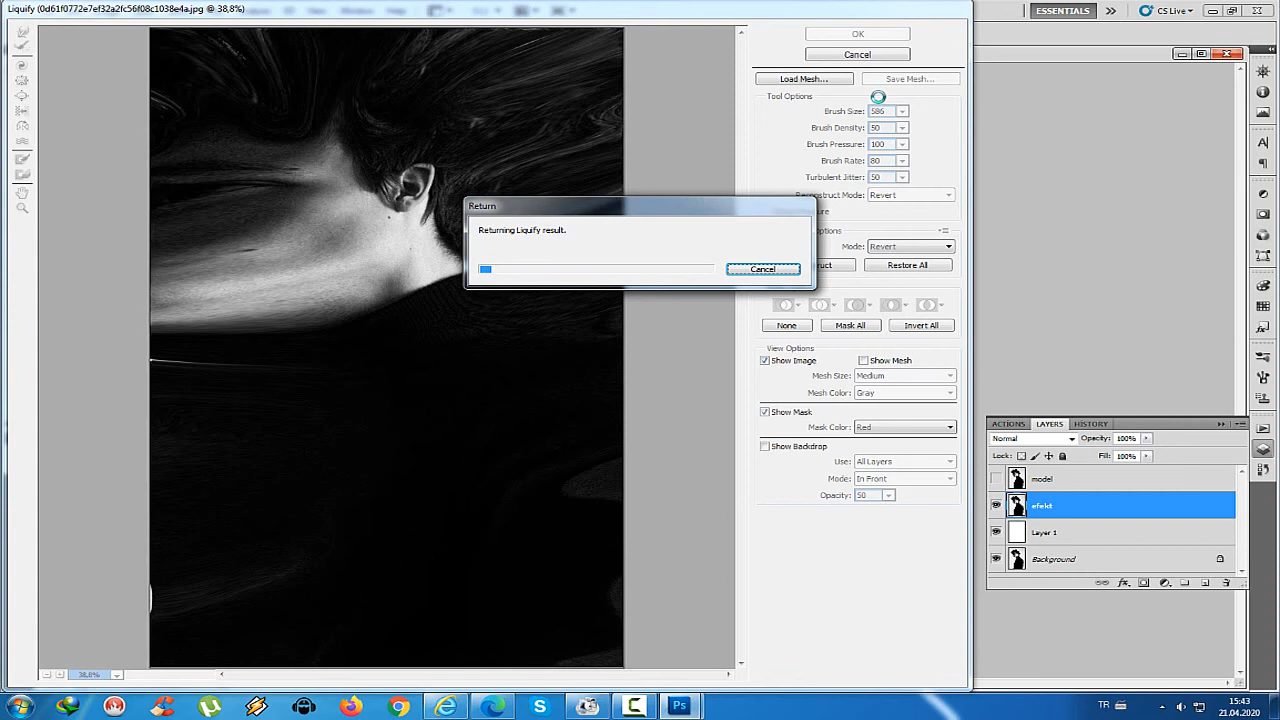 Liquify (0d61f0772e7ef32a2fc56f08c1038e4a.jpg @ 38,8%)
ESSENTIALS
CS Live
OK
Cancel
Load Mesh...
Save Mesh...
Tool Options
Brush Size: 586
Brush Density: 50
Brush Pressure: 100
Brush Rate: 80
Turbulent Jitter: 50
Reconstruct Mode: Revert
Return
Returning Liquify result.
Cancel
Mode: Revert
Restore All
None
Mask All
Invert All
View Options
Show Image
Show Mesh
Mesh Size: Medium
Mesh Color: Gray
Show Mask
Mask Color: Red
Show Backdrop
Use: All Layers
Mode: In Front
Opacity: 50
ACTIONS
LAYERS
HISTORY
Normal
Opacity: 100%
Lock:
Fill: 100%
model
efekt
Layer 1
Background
38,8%
TR
15:43
21.04.2020